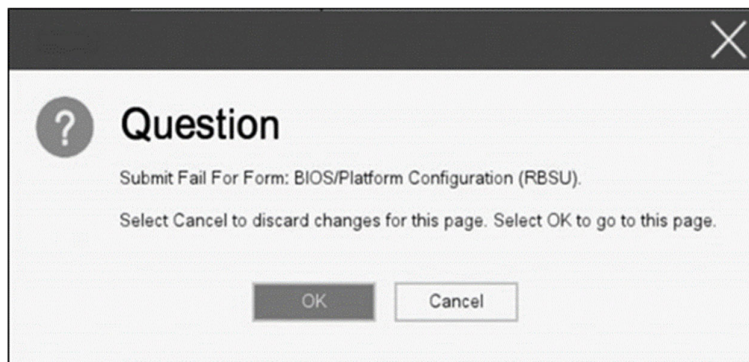 ?
Question
Submit Fail For Form: BIOS/Platform Configuration (RBSU).
Select Cancel to discard changes for this page. Select OK to go to this page.
OK Cancel